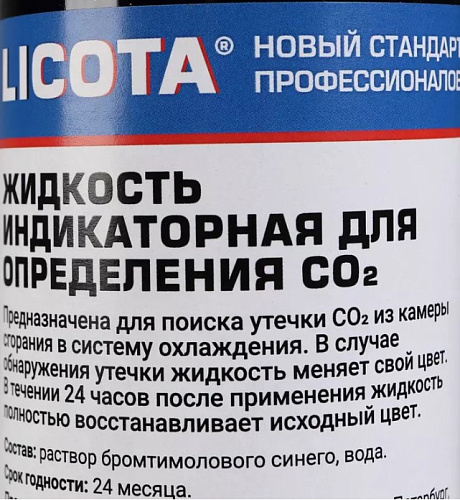 LICOTA® НОВЫЙ СТАНДАРТ
ПРОФЕССИОНАЛОВ
ЖИДКОСТЬ
ИНДИКАТОРНАЯ ДЛЯ
ОПРЕДЕЛЕНИЯ CO₂
Предназначена для поиска утечки CO₂ из камеры
сгорания в систему охлаждения. В случае
обнаружения утечки жидкость меняет свой цвет.
В течении 24 часов после применения жидкость
полностью восстанавливает исходный цвет.
Состав: раствор бромтимолового синего, вода.
Срок годности: 24 месяца.